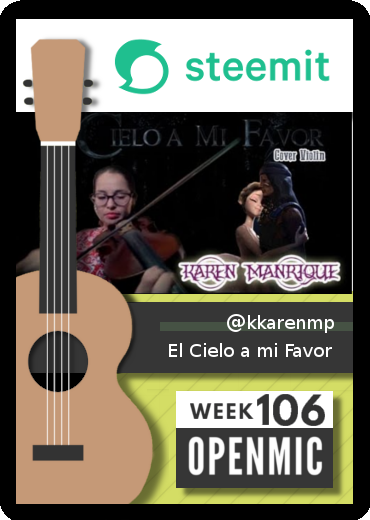 steemit
CIELO A MI FAVOR
Cover Violin
KAREN MANRIQUE
@kkarenmp
El Cielo a mi Favor
WEEK 106
OPENMIC